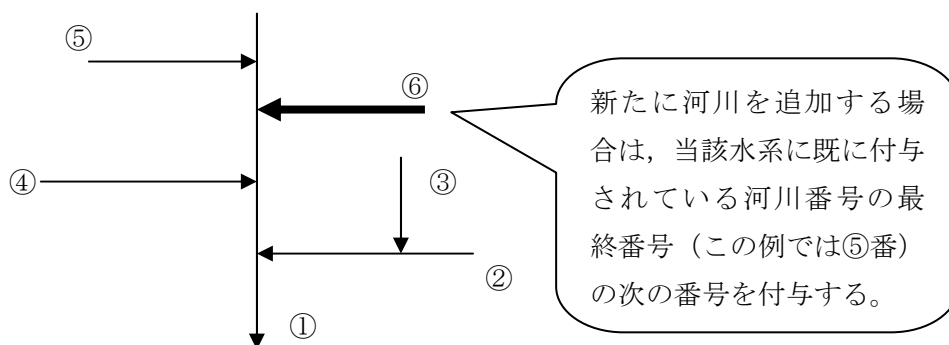 ⑤
⑥
④
③
②
①
新たに河川を追加する場
合は，当該水系に既に付与
されている河川番号の最
終番号（この例では⑤番）
の次の番号を付与する。